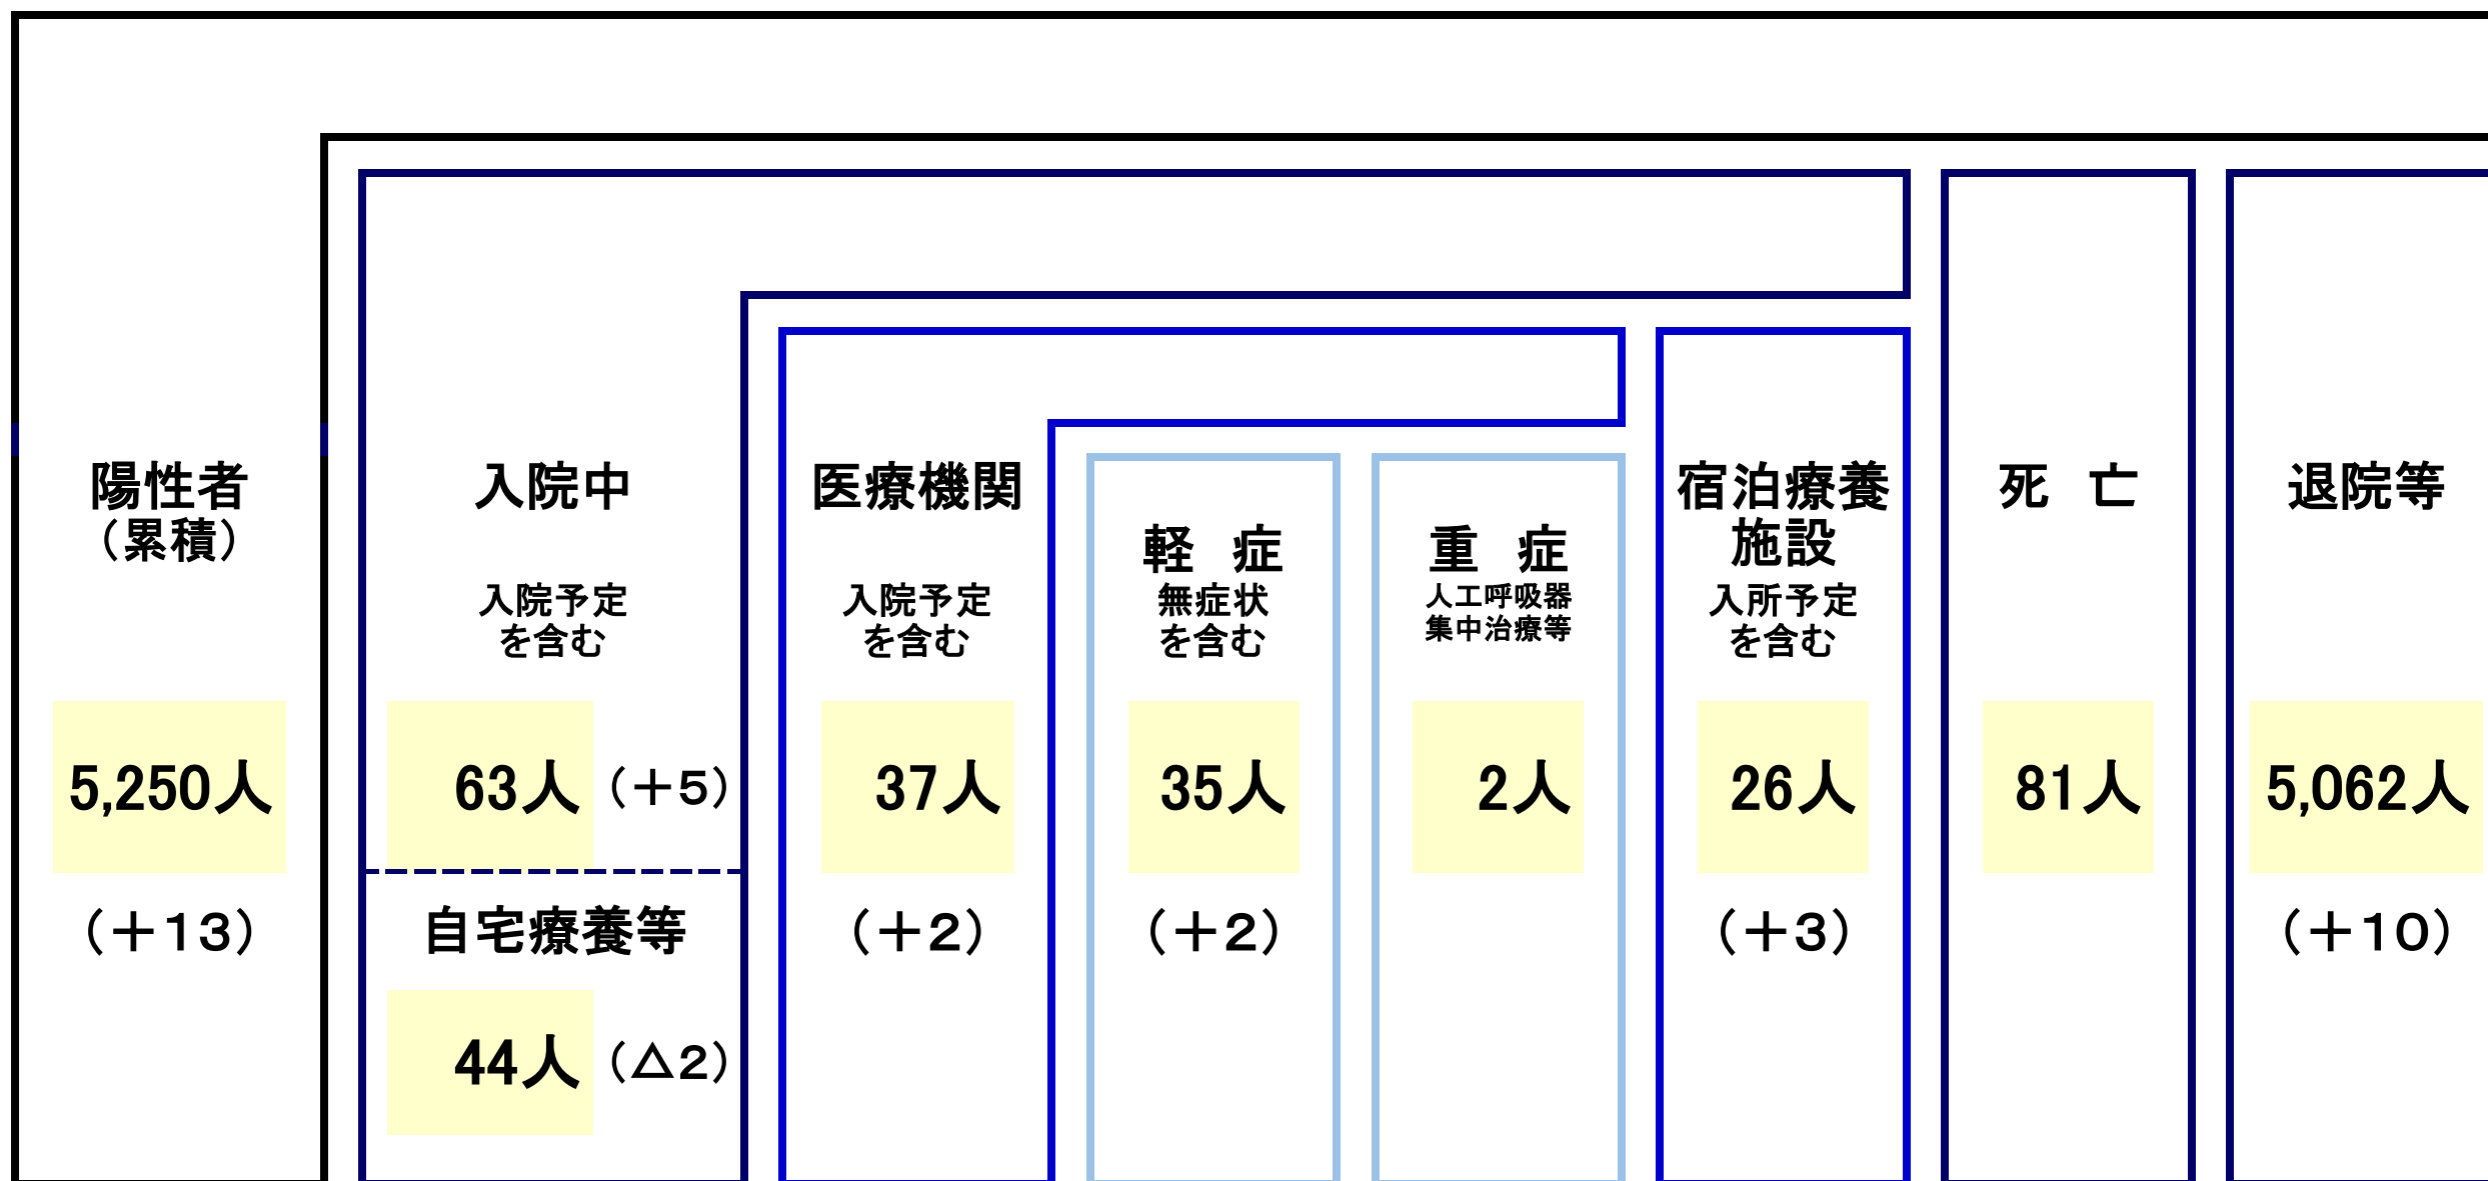 陽性者
（累積）
5,250人
（＋13）
入院中
入院予定
を含む
63人（＋5）
自宅療養等
44人（△2）
医療機関
入院予定
を含む
37人
（＋2）
軽　症
無症状
を含む
35人
（＋2）
重　症
人工呼吸器
集中治療等
2人
宿泊療養
施設
入所予定
を含む
26人
（＋3）
死　亡
81人
退院等
5,062人
（＋10）